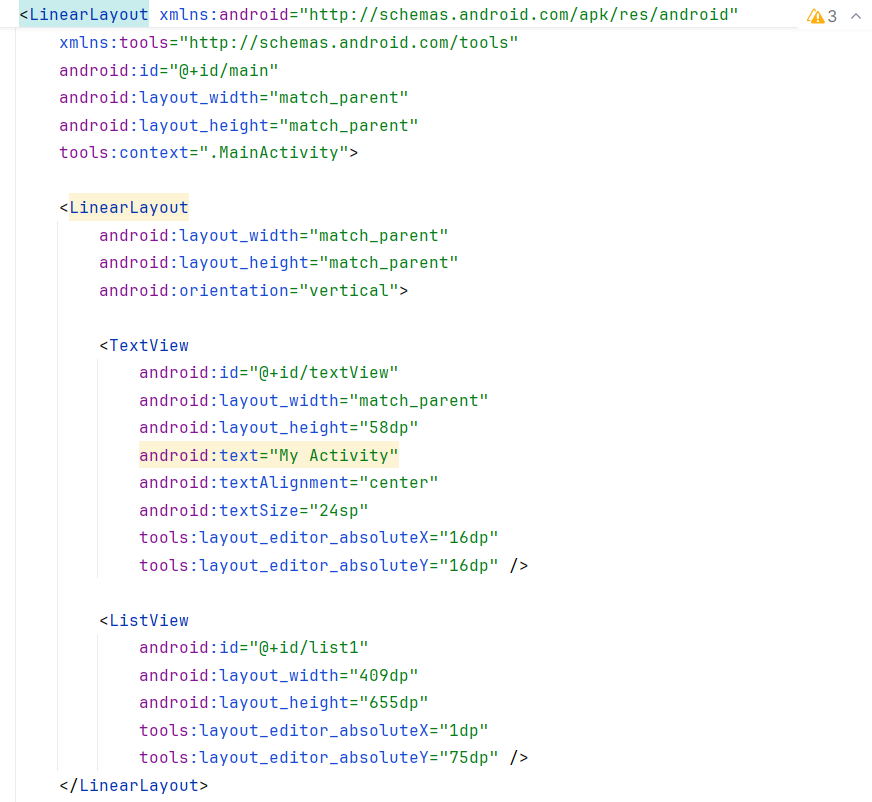 <LinearLayout xmlns:android="http://schemas.android.com/apk/res/android"
3
    xmlns:tools="http://schemas.android.com/tools"
    android:id="@+id/main"
    android:layout_width="match_parent"
    android:layout_height="match_parent"
    tools:context=".MainActivity">

    <LinearLayout
        android:layout_width="match_parent"
        android:layout_height="match_parent"
        android:orientation="vertical">

        <TextView
            android:id="@+id/textView"
            android:layout_width="match_parent"
            android:layout_height="58dp"
            android:text="My Activity"
            android:textAlignment="center"
            android:textSize="24sp"
            tools:layout_editor_absoluteX="16dp"
            tools:layout_editor_absoluteY="16dp" />

        <ListView
            android:id="@+id/list1"
            android:layout_width="409dp"
            android:layout_height="655dp"
            tools:layout_editor_absoluteX="1dp"
            tools:layout_editor_absoluteY="75dp" />
    </LinearLayout>